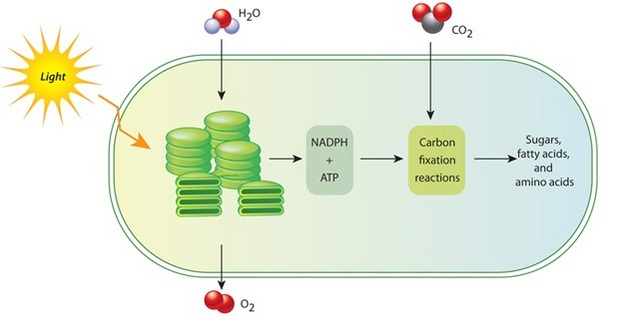 H2O
CO2
Light
NADPH
+
ATP
Carbon
fixation
reactions
Sugars,
fatty acids,
and
amino acids
O2